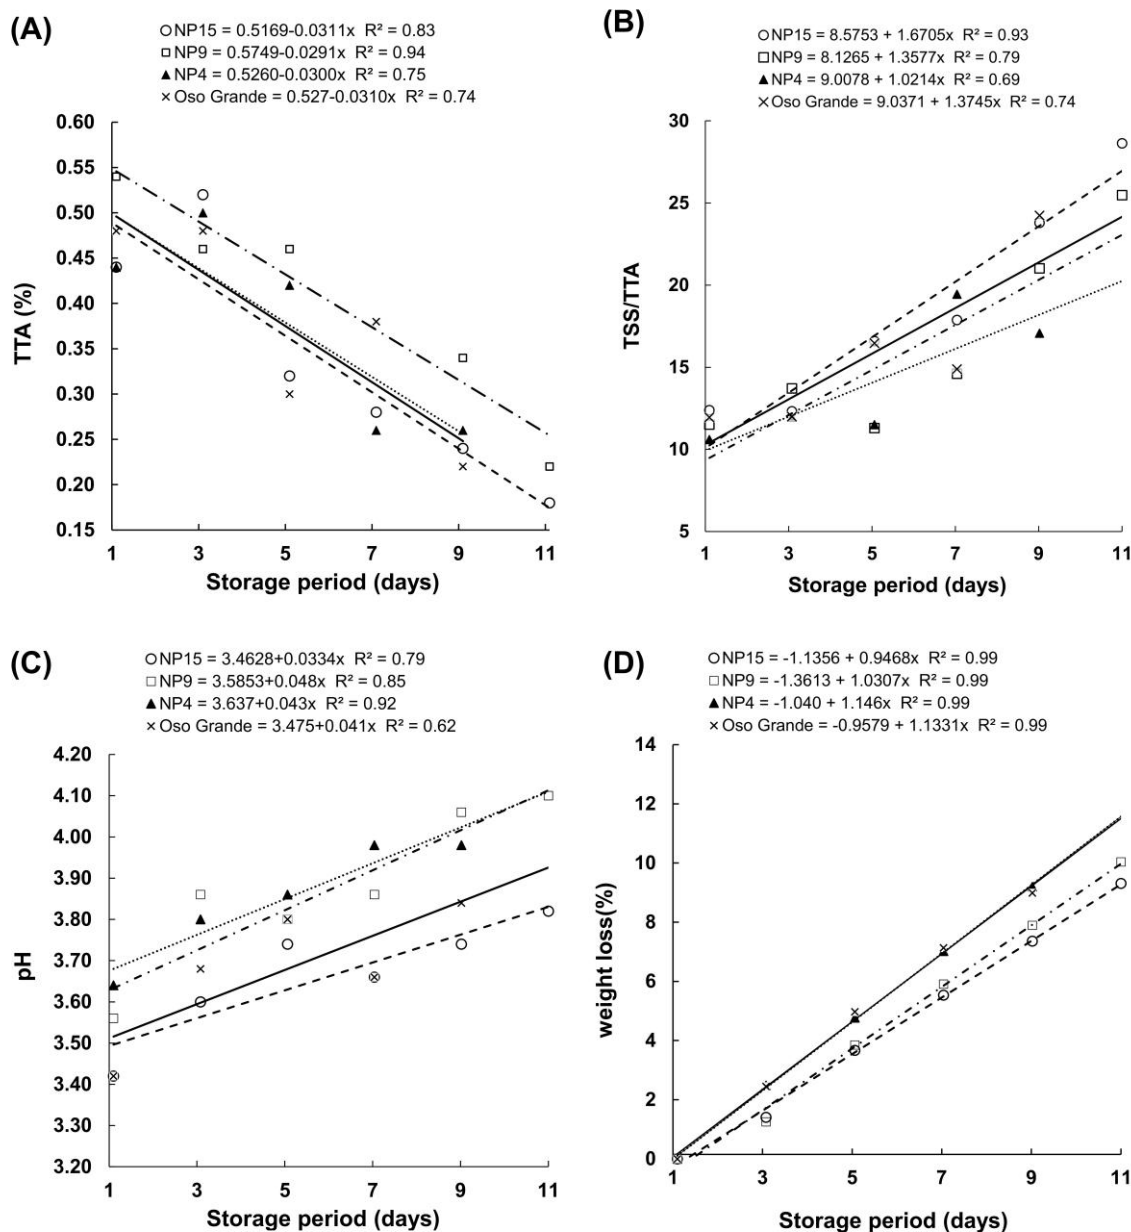 (A)
NP15 = 0.5169-0.0311x R² = 0.83
NP9 = 0.5749-0.0291x R² = 0.94
NP4 = 0.5260-0.0300x R² = 0.75
Oso Grande = 0.527-0.0310x R² = 0.74
0.60
0.55
0.50
0.45
0.40
0.35
0.30
0.25
0.20
0.15
TTA (%)
1 3 5 7 9 11
Storage period (days)
(B)
NP15 = 8.5753 + 1.6705x R² = 0.93
NP9 = 8.1265 + 1.3577x R² = 0.79
NP4 = 9.0078 + 1.0214x R² = 0.69
Oso Grande = 9.0371 + 1.3745x R² = 0.74
30
25
20
15
10
5
TSS/TTA
1 3 5 7 9 11
Storage period (days)
(C)
NP15 = 3.4628+0.0334x R² = 0.79
NP9 = 3.5853+0.048x R² = 0.85
NP4 = 3.637+0.043x R² = 0.92
Oso Grande = 3.475+0.041x R² = 0.62
4.20
4.10
4.00
3.90
3.80
3.70
3.60
3.50
3.40
3.30
3.20
pH
1 3 5 7 9 11
Storage period (days)
(D)
NP15 = -1.1356 + 0.9468x R² = 0.99
NP9 = -1.3613 + 1.0307x R² = 0.99
NP4 = -1.040 + 1.146x R² = 0.99
Oso Grande = -0.9579 + 1.1331x R² = 0.99
14
12
10
8
6
4
2
0
weight loss(%)
1 3 5 7 9 11
Storage period (days)